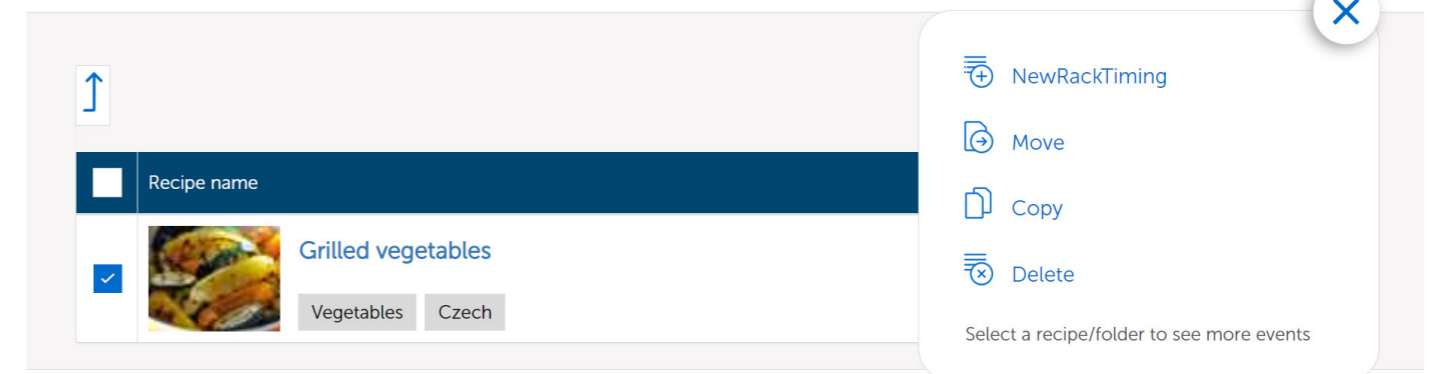 NewRackTiming
Move
Copy
Delete
Select a recipe/folder to see more events
Recipe name
Grilled vegetables
Vegetables Czech